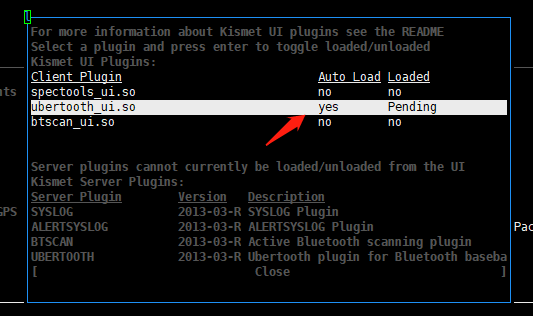 For more information about Kismet UI plugins see the README
Select a plugin and press enter to toggle loaded/unloaded
Kismet UI Plugins:
Client Plugin Auto Load Loaded
spectools_ui.so no no
ubertooth_ui.so yes Pending
btscan_ui.so no no
Server plugins cannot currently be loaded/unloaded from the UI
Kismet Server Plugins:
Server Plugin Version Description
SYSLOG 2013-03-R SYSLOG Plugin
ALERTSYSLOG 2013-03-R ALERTSYSLOG Plugin
BTSCAN 2013-03-R Active Bluetooth scanning plugin
UBERTOOTH 2013-03-R Ubertooth plugin for Bluetooth baseba
[ Close ]
nts
GPS
Pac